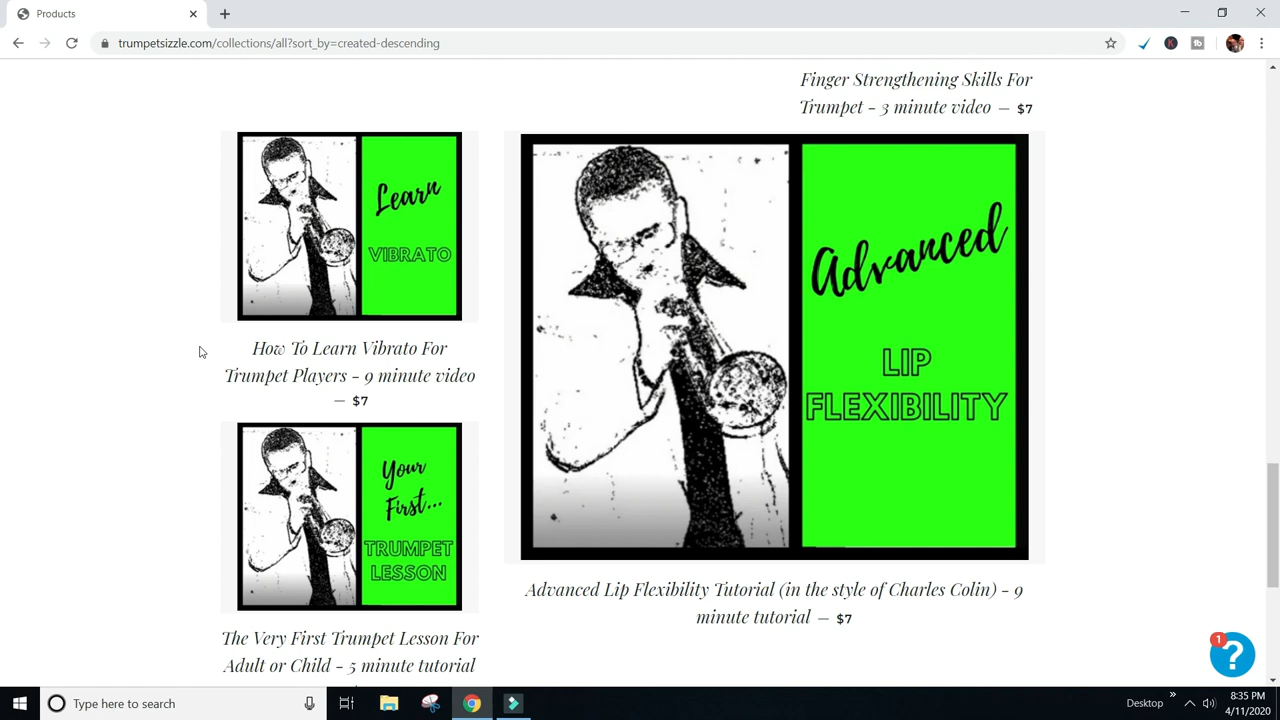 Products
trumpetsizzle.com/collections/all?sort_by=created-descending
Finger Strengthening Skills For
Trumpet - 3 minute video — $7
Learn
VIBRATO
How To Learn Vibrato For
Trumpet Players - 9 minute video
— $7
Advanced
LIP
FLEXIBILITY
Advanced Lip Flexibility Tutorial (in the style of Charles Colin) - 9
minute tutorial — $7
Your
First...
TRUMPET
LESSON
The Very First Trumpet Lesson For
Adult or Child - 5 minute tutorial
1
?
Type here to search
Desktop
8:35 PM
4/11/2020